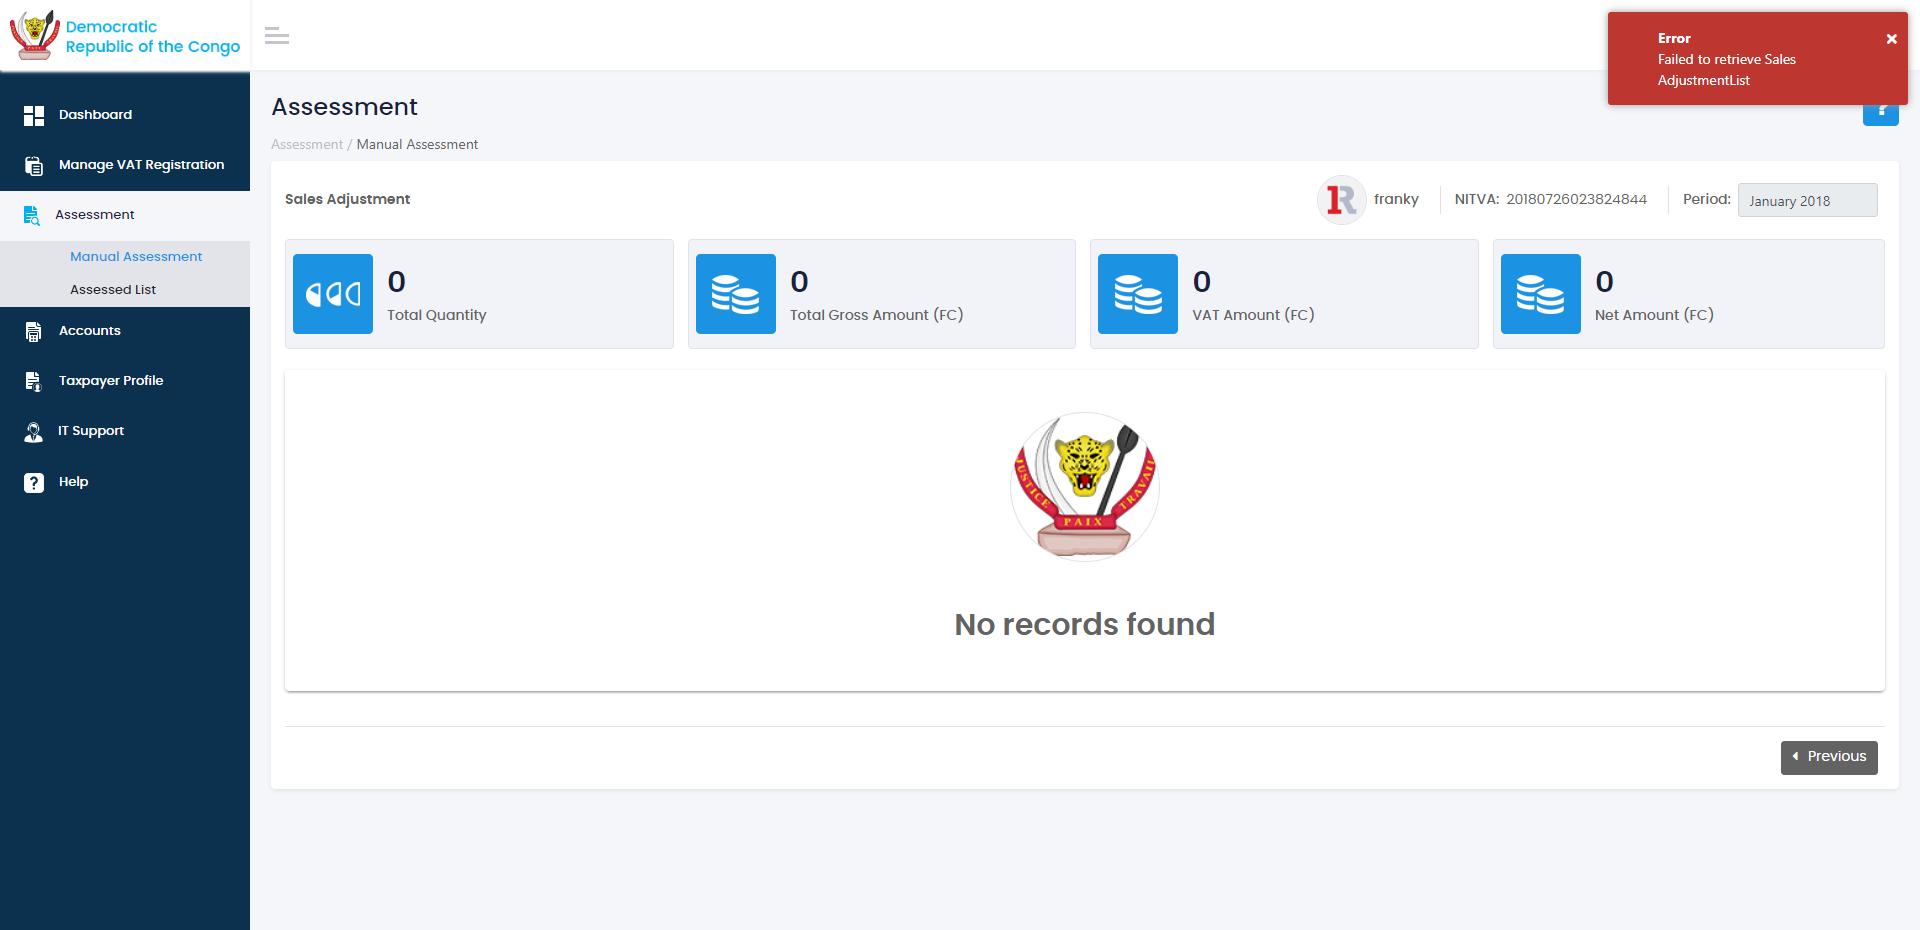 Democratic
Republic of the Congo
Error
Failed to retrieve Sales
AdjustmentList
?
Dashboard
Manage VAT Registration
Assessment
Manual Assessment
Assessed List
Accounts
Taxpayer Profile
IT Support
Help
Assessment
Assessment / Manual Assessment
Sales Adjustment
1R
franky
NITVA: 20180726023824844
Period:
January 2018
0
Total Quantity
0
Total Gross Amount (FC)
0
VAT Amount (FC)
0
Net Amount (FC)
JUSTICE
PAIX
TRAVAIL
No records found
Previous